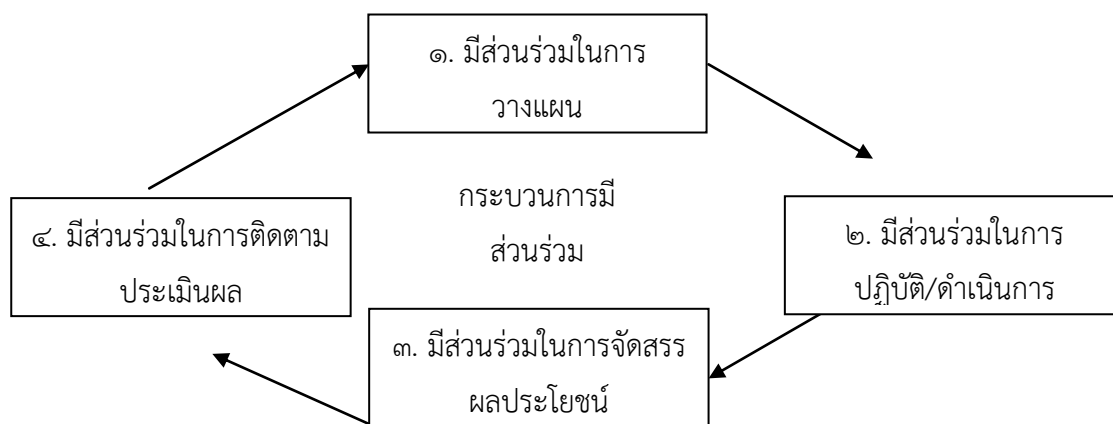 ๑. มีส่วนร่วมในการ
วางแผน
กระบวนการมี
ส่วนร่วม
๒. มีส่วนร่วมในการ
ปฏิบัติ/ดำเนินการ
๓. มีส่วนร่วมในการจัดสรร
ผลประโยชน์
๔. มีส่วนร่วมในการติดตาม
ประเมินผล